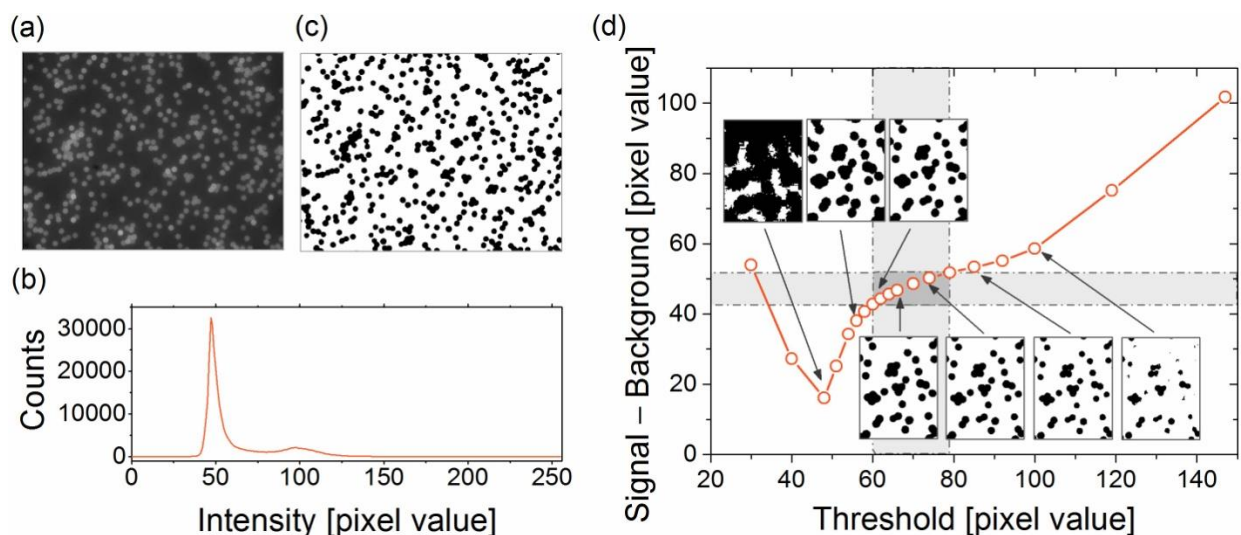 (a)
(c)
(b)
30000
20000
10000
0
Counts
0 50 100 150 200 250
Intensity [pixel value]
(d)
100
80
60
40
20
0
Signal – Background [pixel value]
20 40 60 80 100 120 140
Threshold [pixel value]